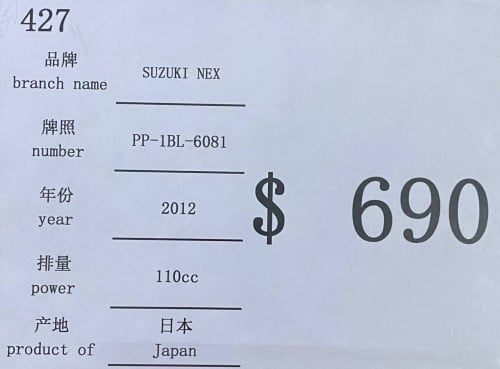 427
品牌
branch name
SUZUKI NEX
牌照
number
PP-1BL-6081
年份
year
2012
$ 690
排量
power
110cc
产地
product of
日本
Japan